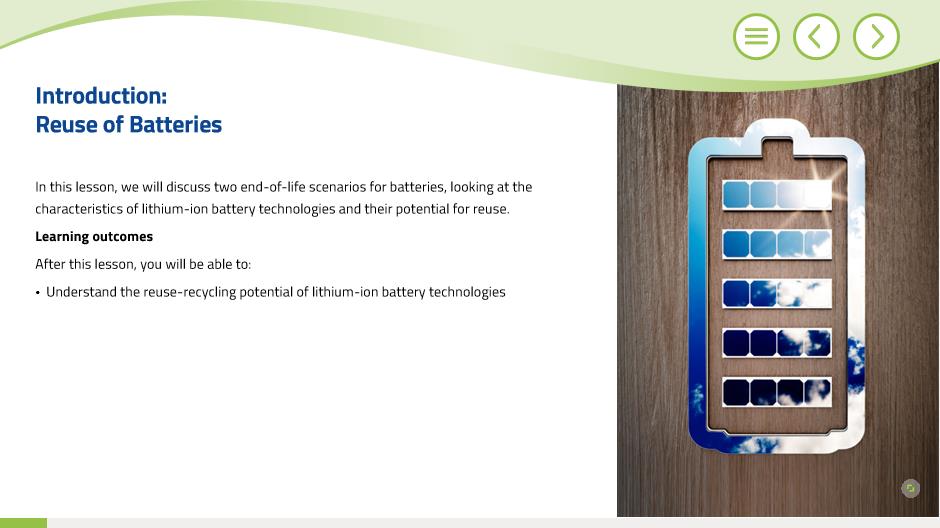 Introduction:
Reuse of Batteries
In this lesson, we will discuss two end-of-life scenarios for batteries, looking at the
characteristics of lithium-ion battery technologies and their potential for reuse.
Learning outcomes
After this lesson, you will be able to:
• Understand the reuse-recycling potential of lithium-ion battery technologies